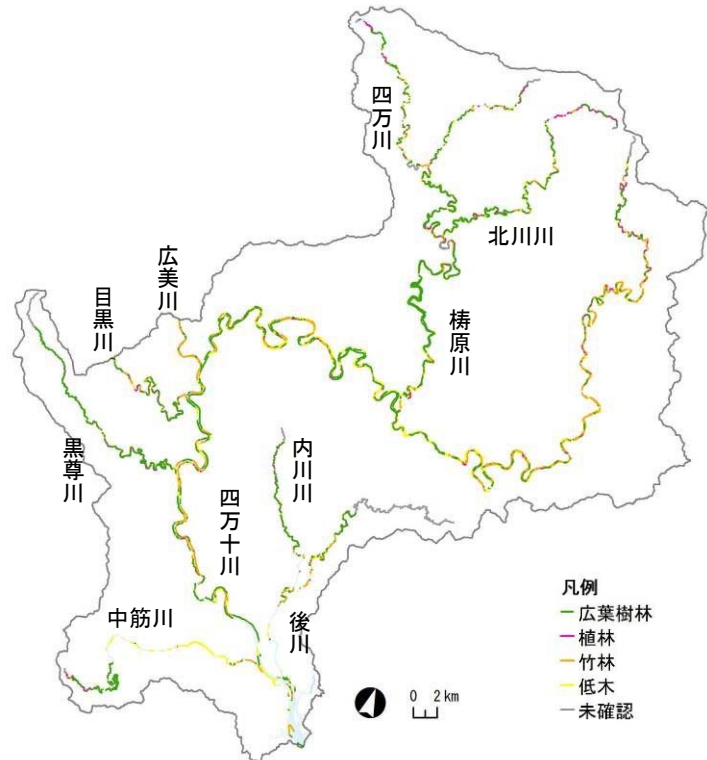 四万川
北川川
広美川
目黒川
梼原川
黒尊川
内川川
四万十川
後川
中筋川
凡例
広葉樹林
植林
竹林
低木
未確認
0 2km